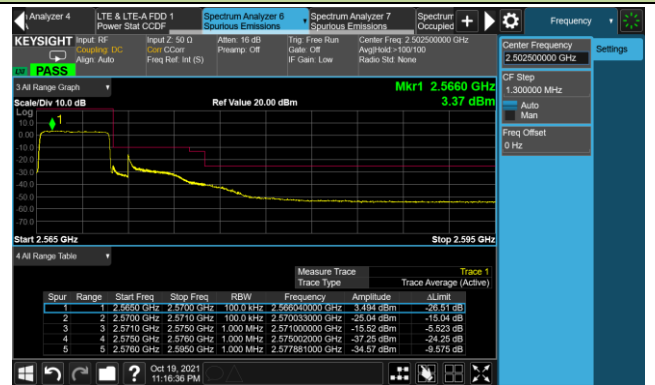 I Analyzer 4
LTE & LTE-A FDD 1
Power Stat CCDF
Spectrum Analyzer 6
Spurious Emissions
Spectrum Analyzer 7
Spurious Emissions
Spectrum
Occupied
Frequency
KEYSIGHT
Input: RF
Coupling: DC
Align: Auto
Input Z: 50 Ω
Corr CCorr
Freq Ref: Int (S)
Atten: 16 dB
Preamp: Off
Trig: Free Run
Gate: Off
IF Gain: Low
Center Freq: 2.502500000 GHz
Avg|Hold:>100/100
Radio Std: None
PASS
Center Frequency
2.502500000 GHz
Settings
CF Step
1.300000 MHz
Auto
Man
Freq Offset
0 Hz
3 All Range Graph
Mkr1 2.5660 GHz
Scale/Div 10.0 dB
Ref Value 20.00 dBm
3.37 dBm
Log
10.0
0.00
-10.0
-20.0
-30.0
-40.0
-50.0
-60.0
-70.0
1
Start 2.565 GHz
Stop 2.595 GHz
4 All Range Table
Measure Trace Trace 1
Trace Type Trace Average (Active)
Spur Range Start Freq Stop Freq RBW Frequency Amplitude ΔLimit
1 1 2.5650 GHz 2.5700 GHz 100.0 kHz 2.566040000 GHz 3.494 dBm -26.51 dB
2 2 2.5700 GHz 2.5710 GHz 100.0 kHz 2.570033000 GHz -25.04 dBm -15.04 dB
3 3 2.5710 GHz 2.5750 GHz 1.000 MHz 2.571000000 GHz -15.52 dBm -5.523 dB
4 4 2.5750 GHz 2.5760 GHz 1.000 MHz 2.575002000 GHz -37.25 dBm -24.25 dB
5 5 2.5760 GHz 2.5950 GHz 1.000 MHz 2.577881000 GHz -34.57 dBm -9.575 dB
Oct 19, 2021
11:16:36 PM